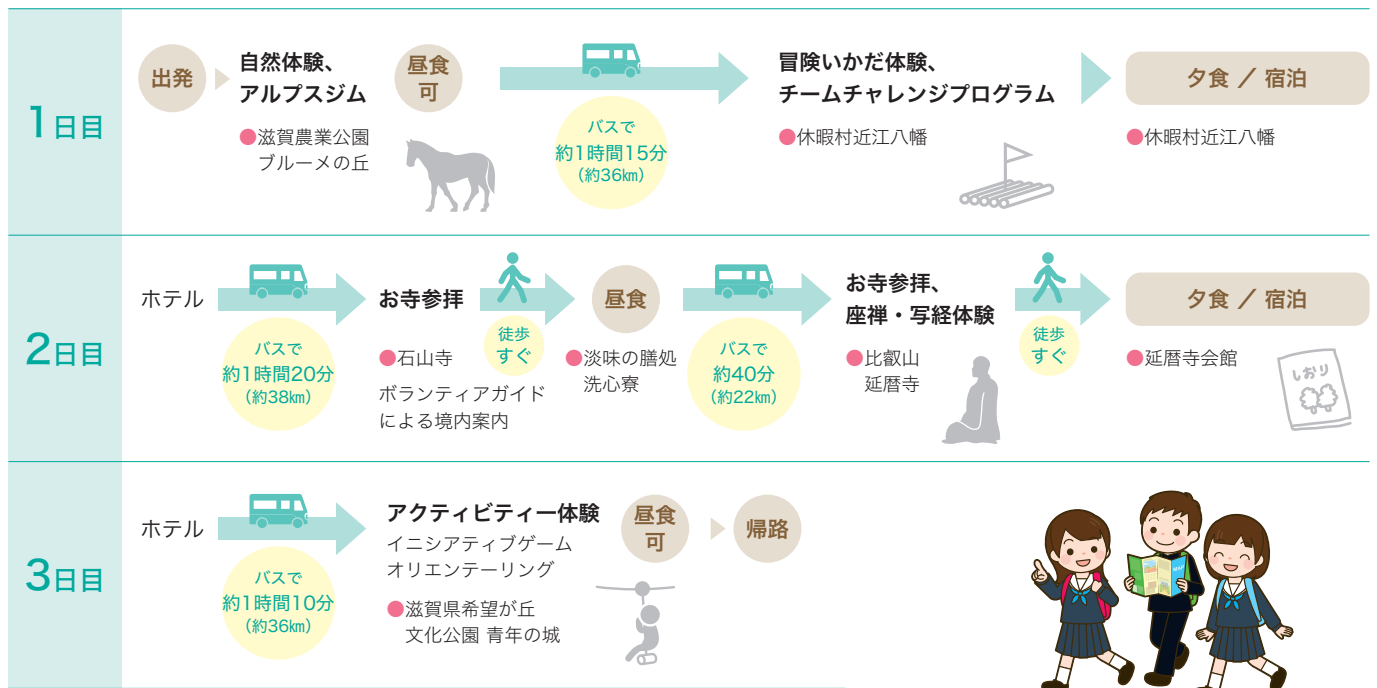 1日目
出発
自然体験、
アルプスジム
●滋賀農業公園
ブルーメの丘
昼食
可
バスで
約1時間15分
(約36㎞)
冒険いかだ体験、
チームチャレンジプログラム
●休暇村近江八幡
夕食 ／ 宿泊
●休暇村近江八幡
2日目
ホテル
バスで
約1時間20分
(約38㎞)
お寺参拝
●石山寺
ボランティアガイド
による境内案内
徒歩
すぐ
昼食
●淡味の膳処
洗心寮
バスで
約40分
(約22㎞)
お寺参拝、
座禅・写経体験
●比叡山
延暦寺
徒歩
すぐ
夕食 ／ 宿泊
●延暦寺会館
しおり
3日目
ホテル
バスで
約1時間10分
(約36㎞)
アクティビティー体験
イニシアティブゲーム
オリエンテーリング
●滋賀県希望が丘
文化公園 青年の城
昼食
可
帰路
MAP